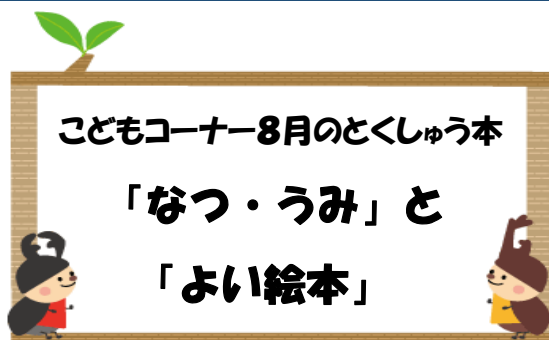 こどもコーナー8月のとくしゅう本
「なつ・うみ」と
「よい絵本」